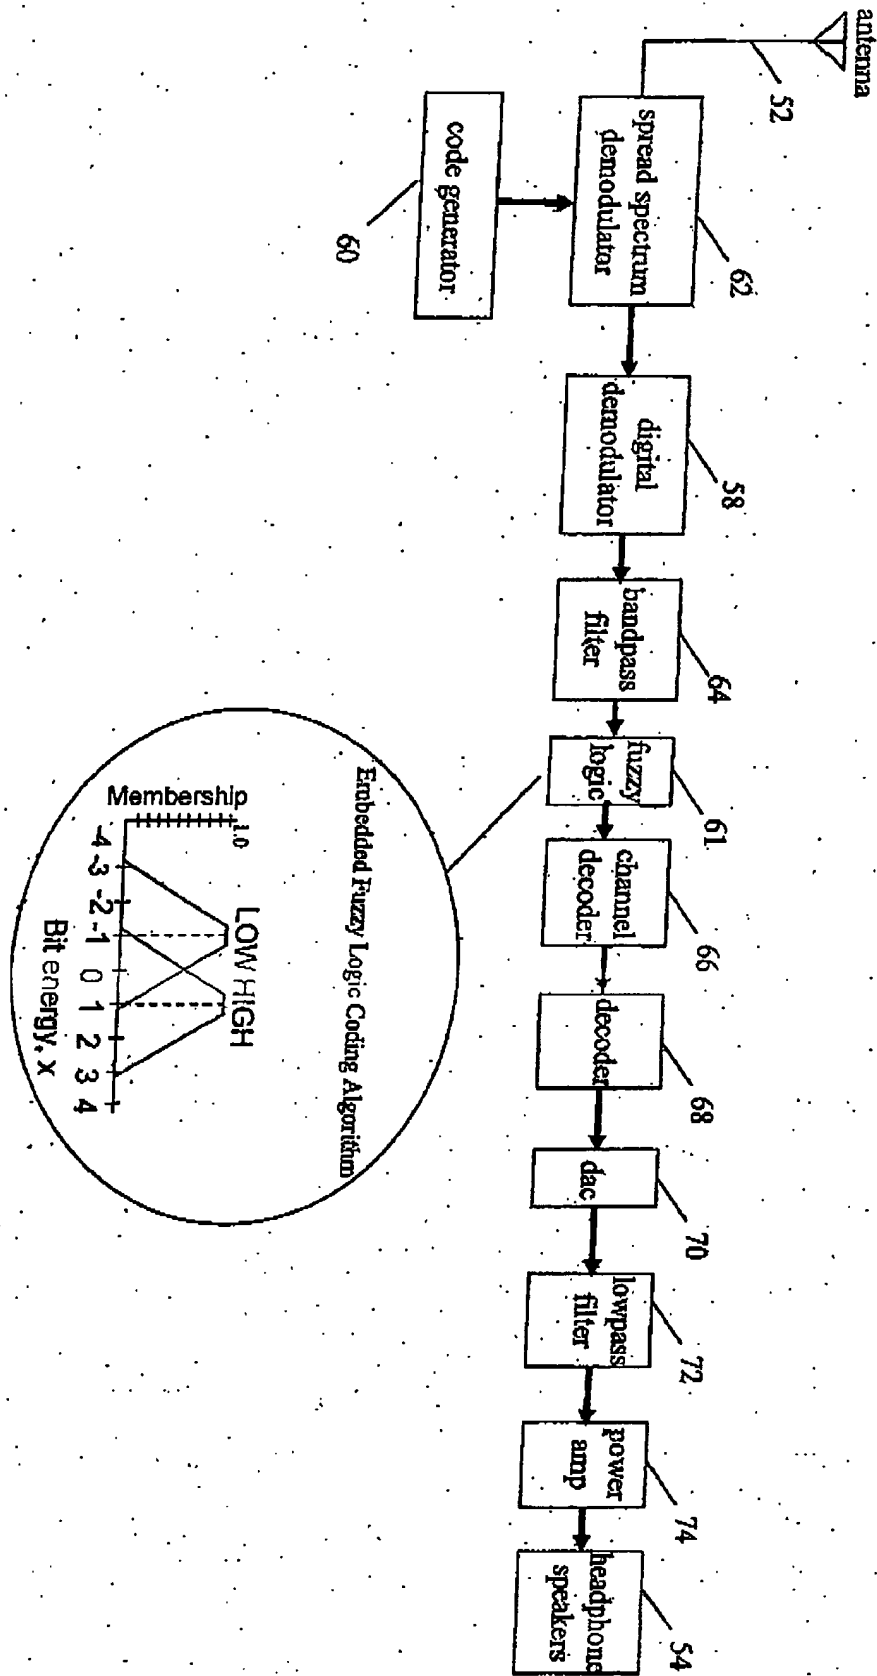 antenna
52
spread spectrum
demodulator
62
code generator
60
digital
demodulator
58
bandpass
filter
64
fuzzy
logic
61
channel
decoder
66
decoder
68
dac
70
lowpass
filter
72
power
amp
74
headphone
speakers
54
Embedded Fuzzy Logic Coding Algorithm
LOW HIGH
1.0
Membership
-4 -3 -2 -1 0 1 2 3 4
Bit energy, x